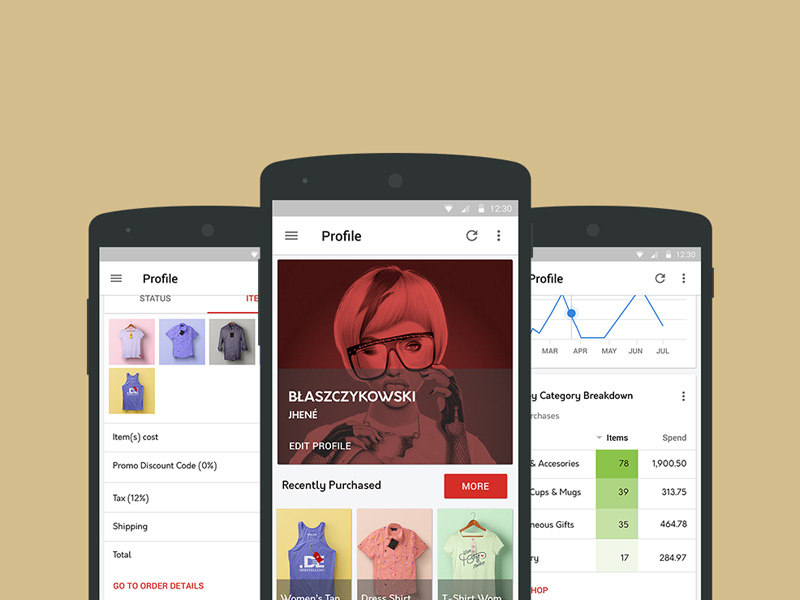 Profile
STATUS
ITE
Item(s) cost
Promo Discount Code (0%)
Tax (12%)
Shipping
Total
GO TO ORDER DETAILS
12:30
Profile
BŁASZCZYKOWSKI
JHENÉ
EDIT PROFILE
Recently Purchased
MORE
.DE
Women's Tan
Dress Shirt
T-Shirt Wom
12:30
Profile
MAR APR MAY JUN JUL
y Category Breakdown
rchases
Items Spend
& Accesories 78 1,900.50
Cups & Mugs 39 313.75
neous Gifts 35 464.78
ry 17 284.97
HOP